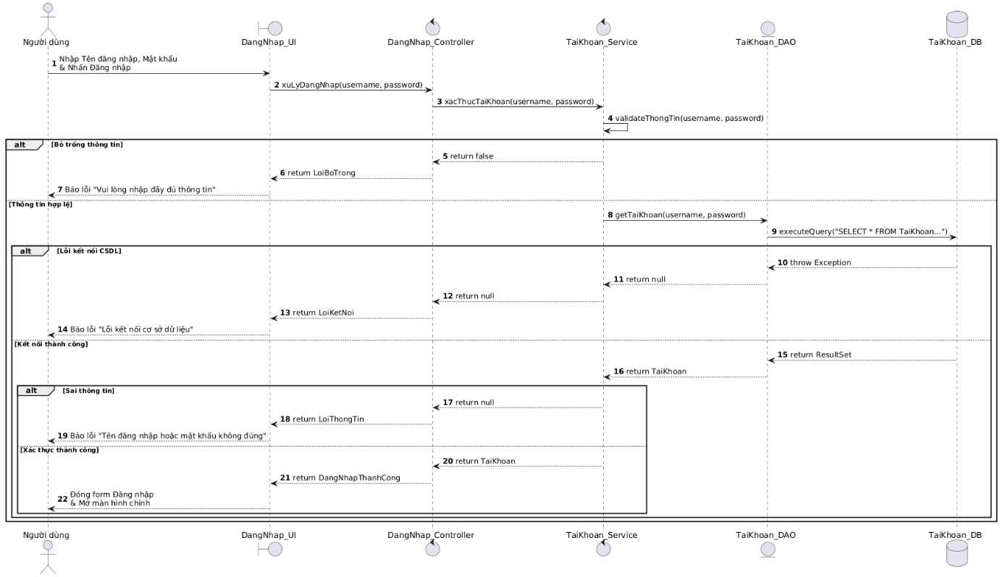 Người dùng
DangNhap_UI
DangNhap_Controller
TaiKhoan_Service
TaiKhoan_DAO
TaiKhoan_DB
1 Nhập Tên đăng nhập, Mật khẩu
& Nhấn Đăng nhập
2 xuLyDangNhap(username, password)
3 xacThucTaiKhoan(username, password)
4 validateThongTin(username, password)
alt [Bỏ trống thông tin]
5 return false
6 return LoiBoTrong
7 Báo lỗi "Vui lòng nhập đầy đủ thông tin"
[Thông tin hợp lệ]
8 getTaiKhoan(username, password)
9 executeQuery("SELECT * FROM TaiKhoan...")
alt [Lỗi kết nối CSDL]
10 throw Exception
11 return null
12 return null
13 return LoiKetNoi
14 Báo lỗi "Lỗi kết nối cơ sở dữ liệu"
[Kết nối thành công]
15 return ResultSet
16 return TaiKhoan
alt [Sai thông tin]
17 return null
18 return LoiThongTin
19 Báo lỗi "Tên đăng nhập hoặc mật khẩu không đúng"
[Xác thực thành công]
20 return TaiKhoan
21 return DangNhapThanhCong
22 Đóng form Đăng nhập
& Mở màn hình chính
Người dùng
DangNhap_UI
DangNhap_Controller
TaiKhoan_Service
TaiKhoan_DAO
TaiKhoan_DB